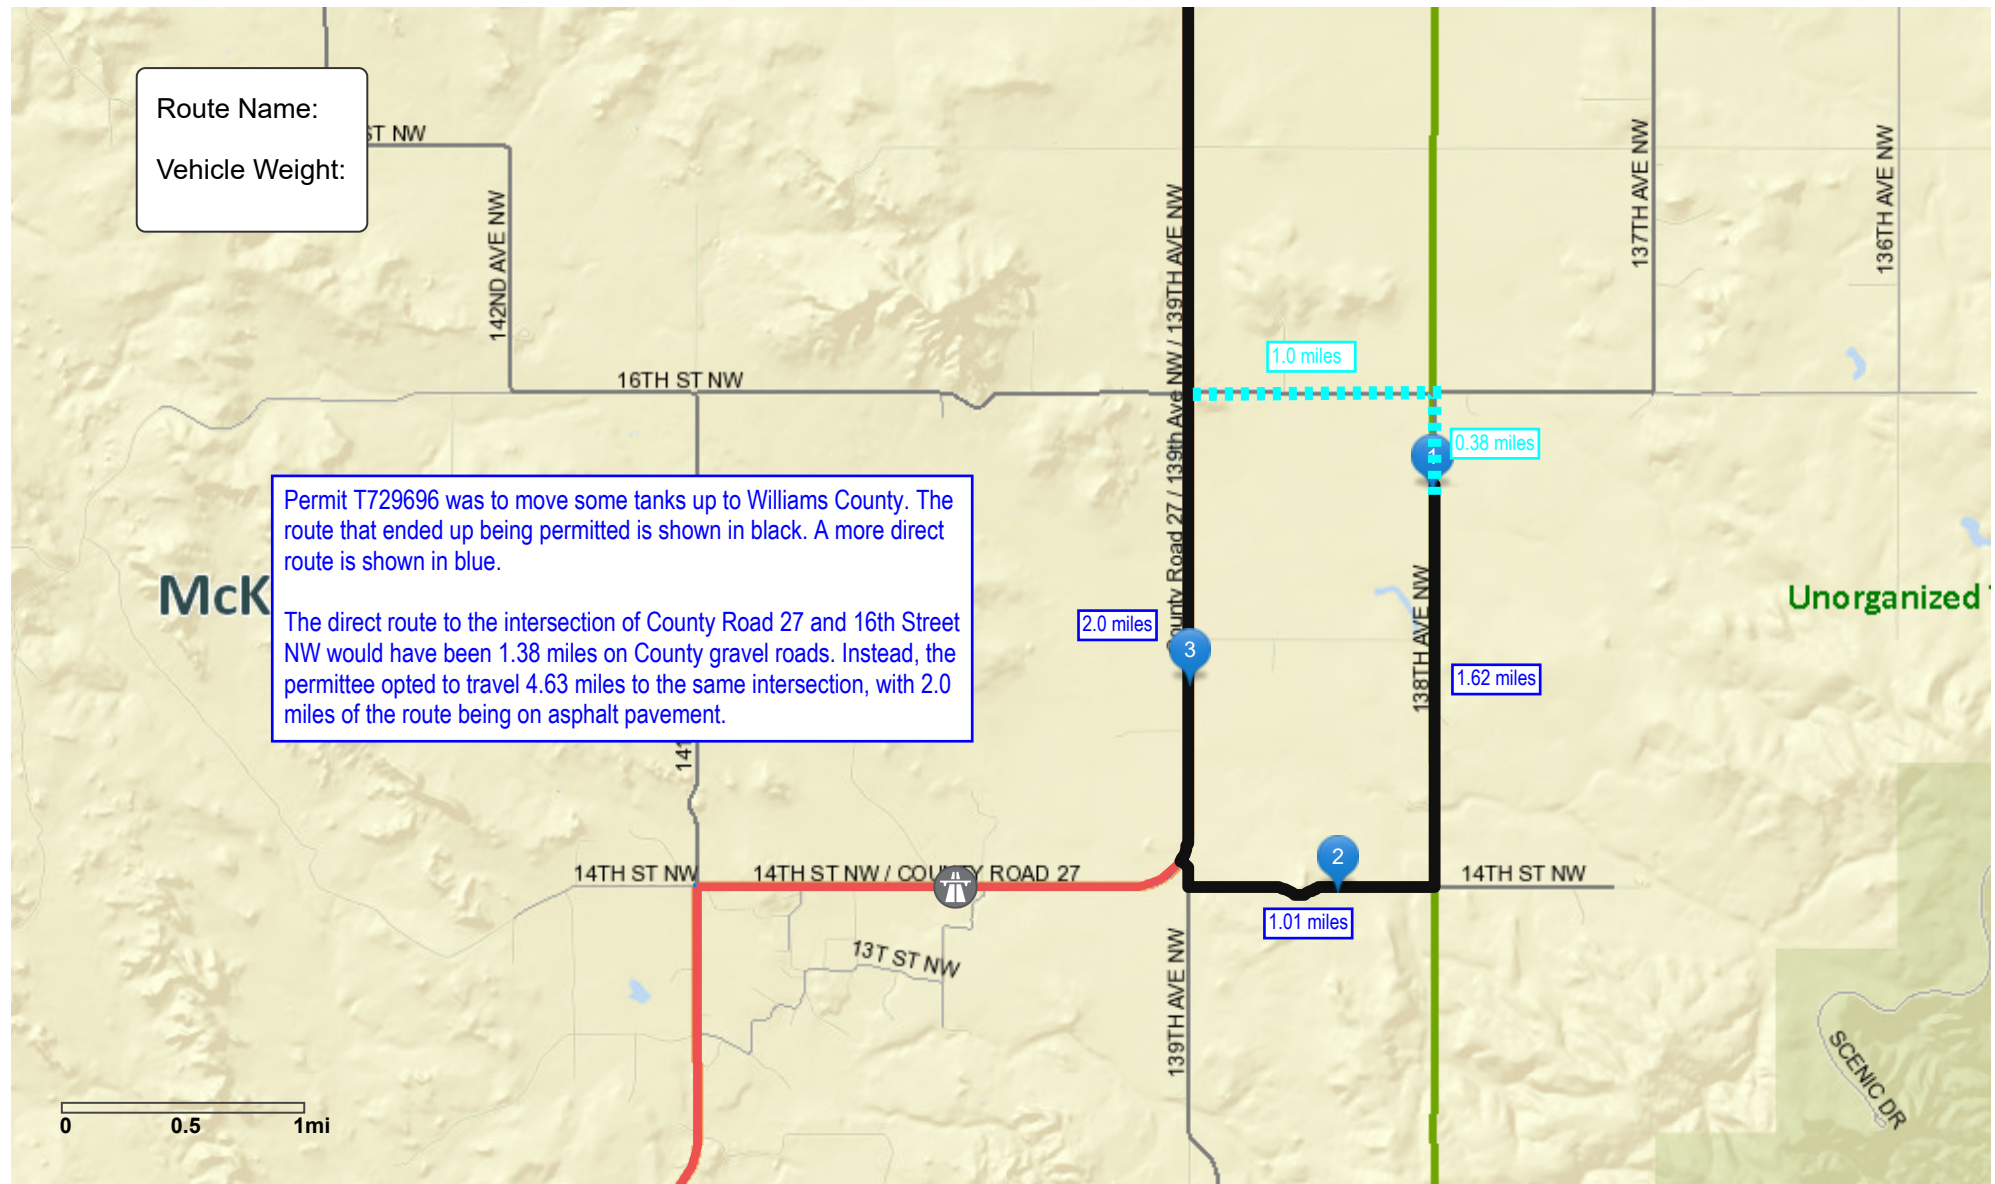 Route Name:
Vehicle Weight:
ST NW
142ND AVE NW
16TH ST NW
County Road 27 / 139th Ave NW / 139TH AVE NW
137TH AVE NW
136TH AVE NW
1.0 miles
0.38 miles
1
Permit T729696 was to move some tanks up to Williams County. The
route that ended up being permitted is shown in black. A more direct
route is shown in blue.
The direct route to the intersection of County Road 27 and 16th Street
NW would have been 1.38 miles on County gravel roads. Instead, the
permittee opted to travel 4.63 miles to the same intersection, with 2.0
miles of the route being on asphalt pavement.
McK
Unorganized
2.0 miles
3
138TH AVE NW
1.62 miles
141
14TH ST NW
14TH ST NW / COUNTY ROAD 27
2
14TH ST NW
1.01 miles
13T ST NW
139TH AVE NW
SCENIC DR
0 0.5 1mi